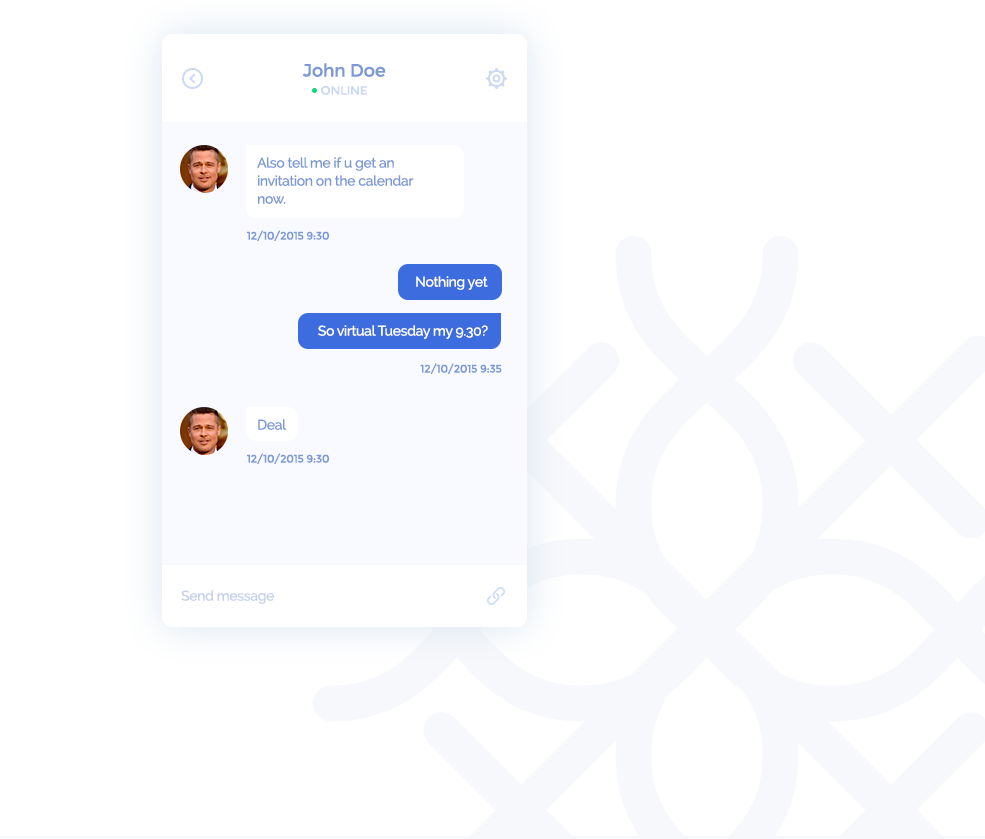 John Doe
ONLINE
Also tell me if u get an
invitation on the calendar
now.
12/10/2015 9:30
Nothing yet
So virtual Tuesday my 9.30?
12/10/2015 9:35
Deal
12/10/2015 9:30
Send message